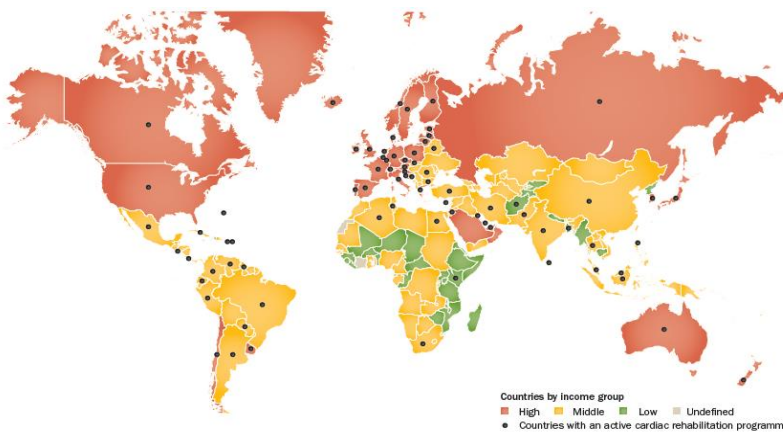 Countries by income group
High Middle Low Undefined
Countries with an active cardiac rehabilitation programm